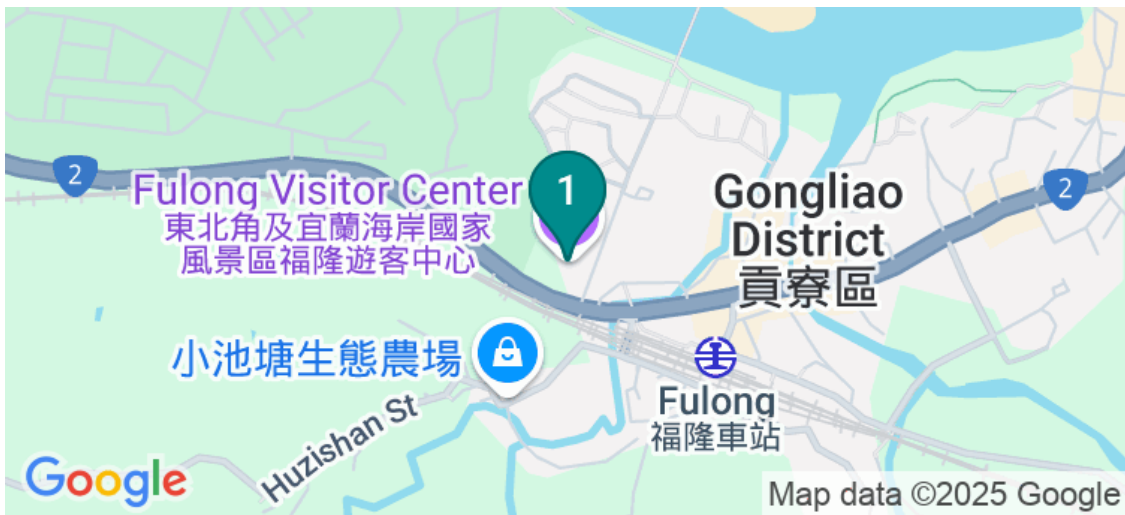 2
Fulong Visitor Center
東北角及宜蘭海岸國家
風景區福隆遊客中心
1
Gongliao
District
貢寮區
2
小池塘生態農場
Huzishan St
Fulong
福隆車站
Google
Map data ©2025 Google